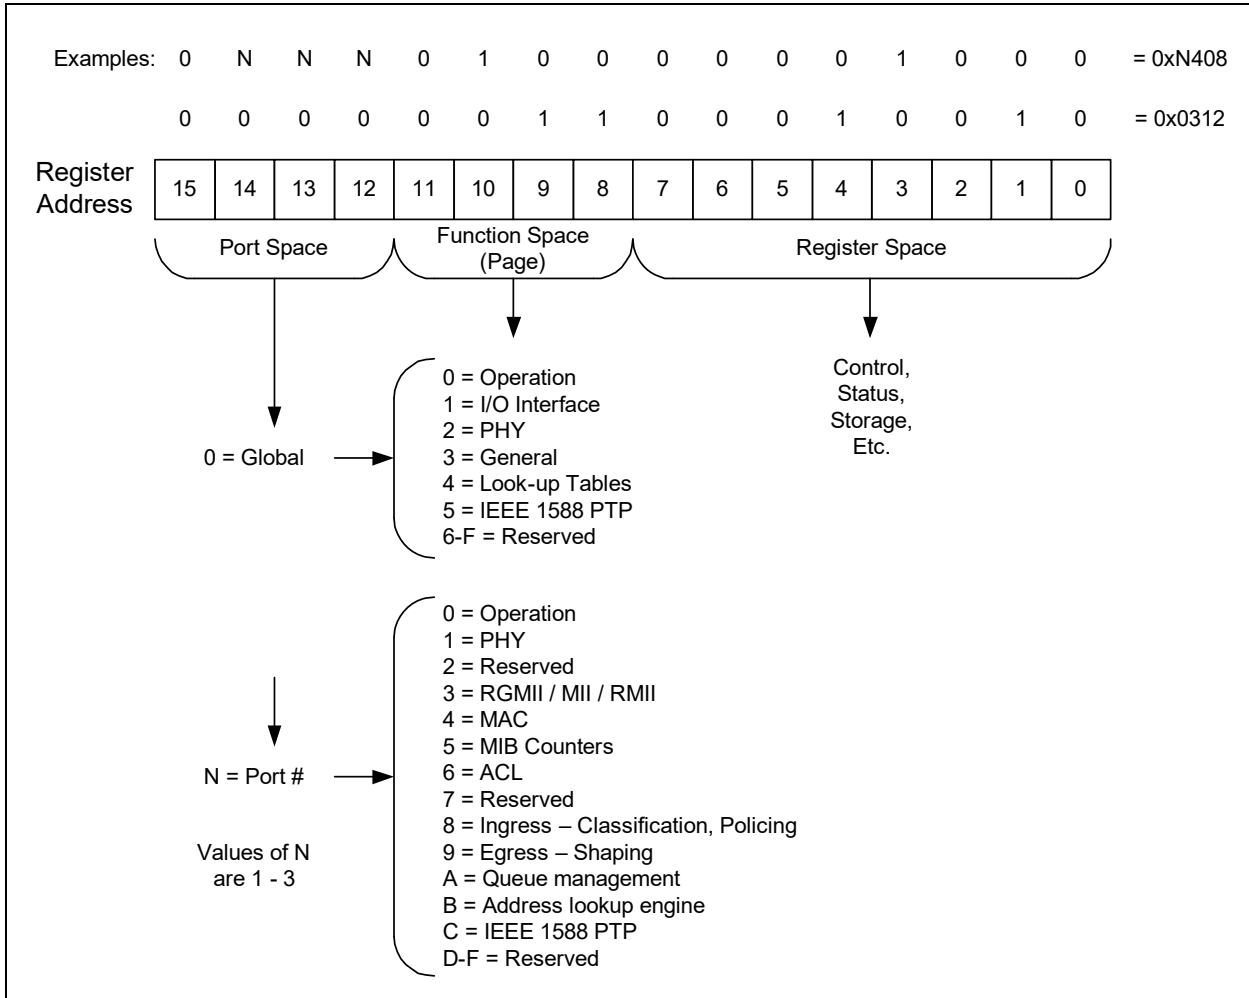 Examples: 0 N N N 0 1 0 0 0 0 0 0 1 0 0 0 = 0xN408
0 0 0 0 0 0 1 1 0 0 0 1 0 0 1 0 = 0x0312
Register
Address
15 14 13 12 11 10 9 8 7 6 5 4 3 2 1 0
Port Space
Function Space
(Page)
Register Space
Control,
Status,
Storage,
Etc.
0 = Global
0 = Operation
1 = I/O Interface
2 = PHY
3 = General
4 = Look-up Tables
5 = IEEE 1588 PTP
6-F = Reserved
N = Port #
Values of N
are 1 - 3
0 = Operation
1 = PHY
2 = Reserved
3 = RGMII / MII / RMII
4 = MAC
5 = MIB Counters
6 = ACL
7 = Reserved
8 = Ingress – Classification, Policing
9 = Egress – Shaping
A = Queue management
B = Address lookup engine
C = IEEE 1588 PTP
D-F = Reserved